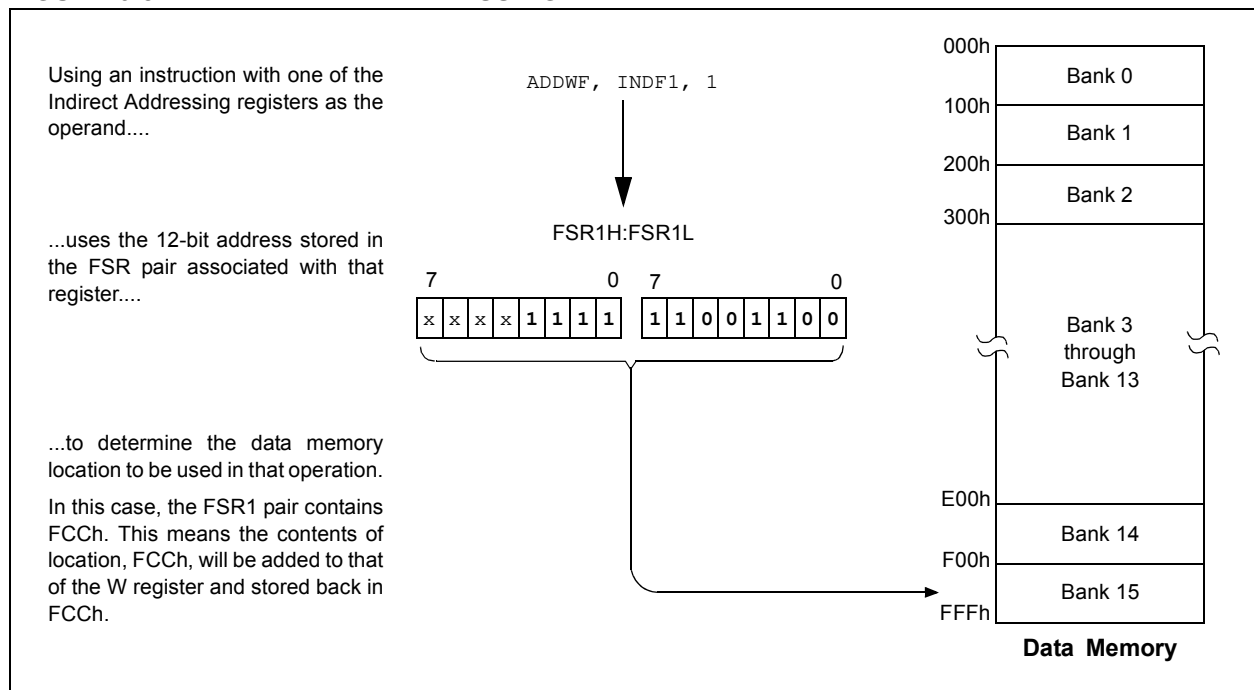 Using an instruction with one of the
Indirect Addressing registers as the
operand....
ADDWF, INDF1, 1
...uses the 12-bit address stored in
the FSR pair associated with that
register....
FSR1H:FSR1L
7 0 7 0
x x x x 1 1 1 1 1 1 0 0 1 1 0 0
...to determine the data memory
location to be used in that operation.
In this case, the FSR1 pair contains
FCCh. This means the contents of
location, FCCh, will be added to that
of the W register and stored back in
FCCh.
000h
Bank 0
100h
Bank 1
200h
Bank 2
300h
Bank 3
through
Bank 13
E00h
Bank 14
F00h
Bank 15
FFFh
Data Memory